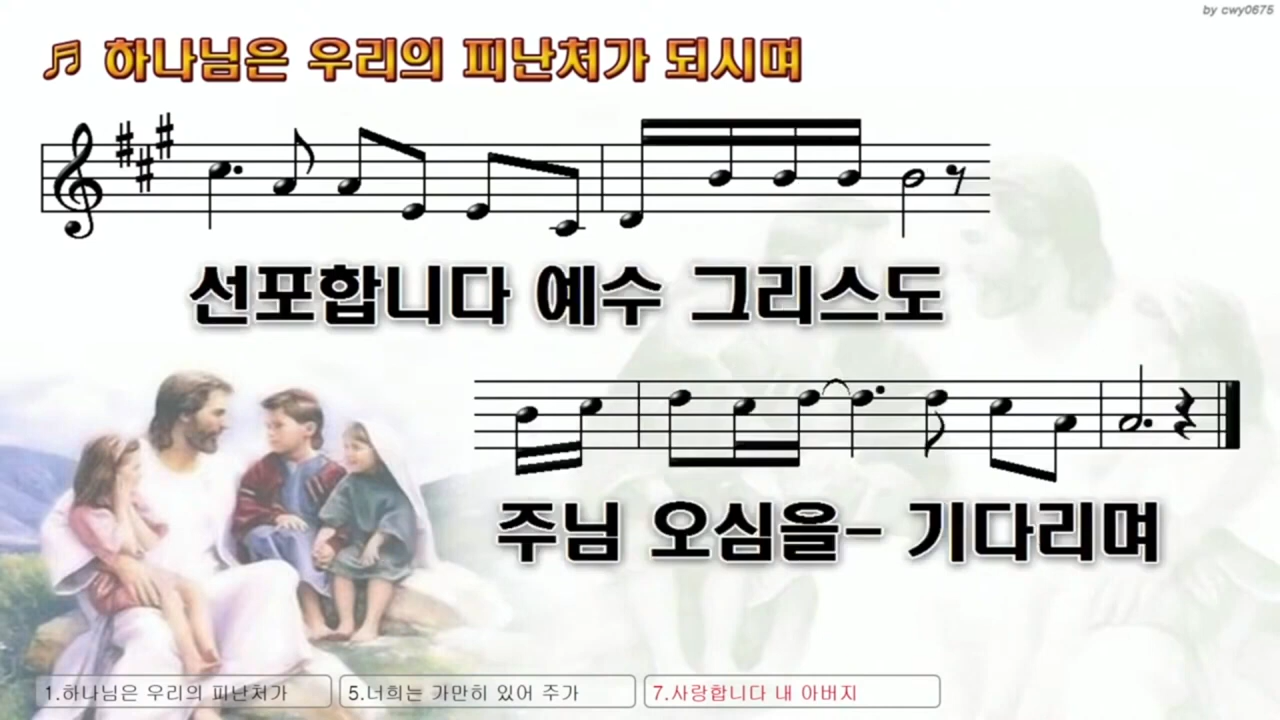 by cwy0675
하나님은 우리의 피난처가 되시며
선포합니다 예수 그리스도
주님 오심을- 기다리며
1.하나님은 우리의 피난처가
5.너희는 가만히 있어 주가
7.사랑합니다 내 아버지